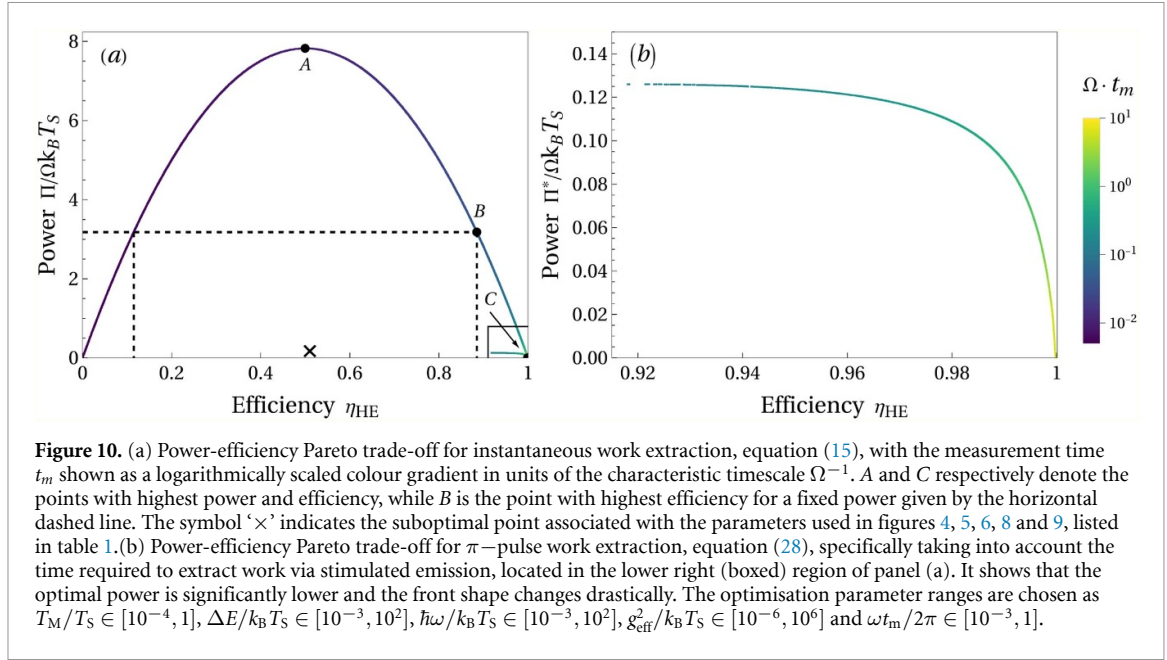 (a)
8
6
4
2
0
Power Π/Ωk_BT_S
A
B
C
×
0
0.2
0.4
0.6
0.8
1
Efficiency η_HE
(b)
0.14
0.12
0.10
0.08
0.06
0.04
0.02
0.00
Power Π*/Ωk_BT_S
0.92
0.94
0.96
0.98
1
Efficiency η_HE
Ω · t_m
10¹
10⁰
10⁻¹
10⁻²
Figure 10. (a) Power-efficiency Pareto trade-off for instantaneous work extraction, equation (15), with the measurement time
t_m shown as a logarithmically scaled colour gradient in units of the characteristic timescale Ω⁻¹. A and C respectively denote the
points with highest power and efficiency, while B is the point with highest efficiency for a fixed power given by the horizontal
dashed line. The symbol ‘×’ indicates the suboptimal point associated with the parameters used in figures 4, 5, 6, 8 and 9, listed
in table 1.(b) Power-efficiency Pareto trade-off for π−pulse work extraction, equation (28), specifically taking into account the
time required to extract work via stimulated emission, located in the lower right (boxed) region of panel (a). It shows that the
optimal power is significantly lower and the front shape changes drastically. The optimisation parameter ranges are chosen as
T_M/T_S ∈ [10⁻⁴, 1], ΔE/k_BT_S ∈ [10⁻³, 10²], ħω/k_BT_S ∈ [10⁻³, 10²], g²_eff/k_BT_S ∈ [10⁻⁶, 10⁶] and ωt_m/2π ∈ [10⁻³, 1].